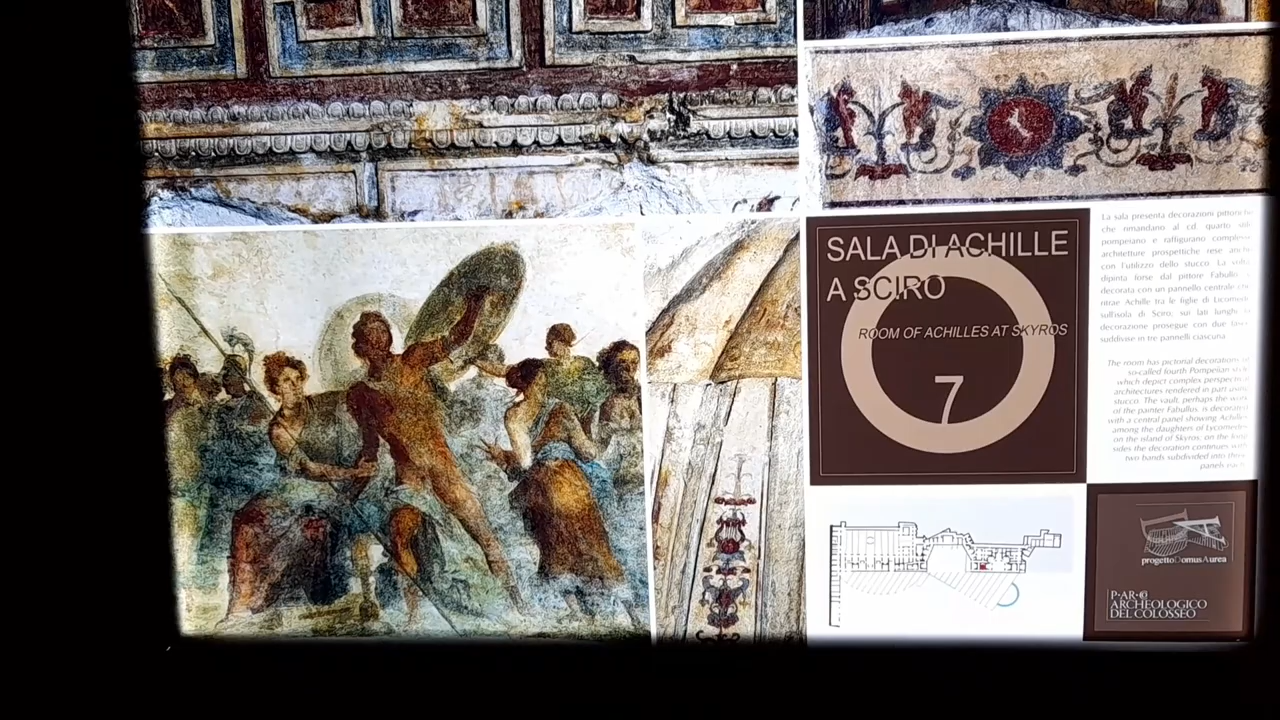 SALA DI ACHILLE
A SCIRO
ROOM OF ACHILLES AT SKYROS
7
La sala presenta decorazioni pittoriche
che rimandano al cd. quarto stile
pompeiano e raffigurano complesse
architetture prospettiche rese anche
con l'utilizzo dello stucco. La volta
dipinta forse dal pittore Fabullo, è
decorata con un pannello centrale che
ritrae Achille tra le figlie di Licomede
sull'isola di Sciro; sui lati lunghi la
decorazione prosegue con due fasce
suddivise in tre pannelli ciascuna.
The room has pictorial decorations of
so-called fourth Pompeian style
which depict complex perspectival
architectures rendered in part using
stucco. The vault, perhaps the work
of the painter Fabullus, is decorated
with a central panel showing Achilles
among the daughters of Lycomedes
on the island of Skyros; on the long
sides the decoration continues with
two bands subdivided into three
panels each.
progettoDomusAurea
P·AR·CO
ARCHEOLOGICO
DEL COLOSSEO